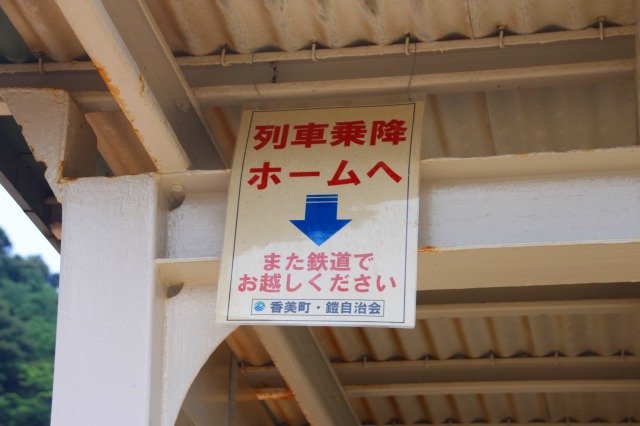 列車乗降
ホームへ
また鉄道で
お越しください
香美町・鎧自治会